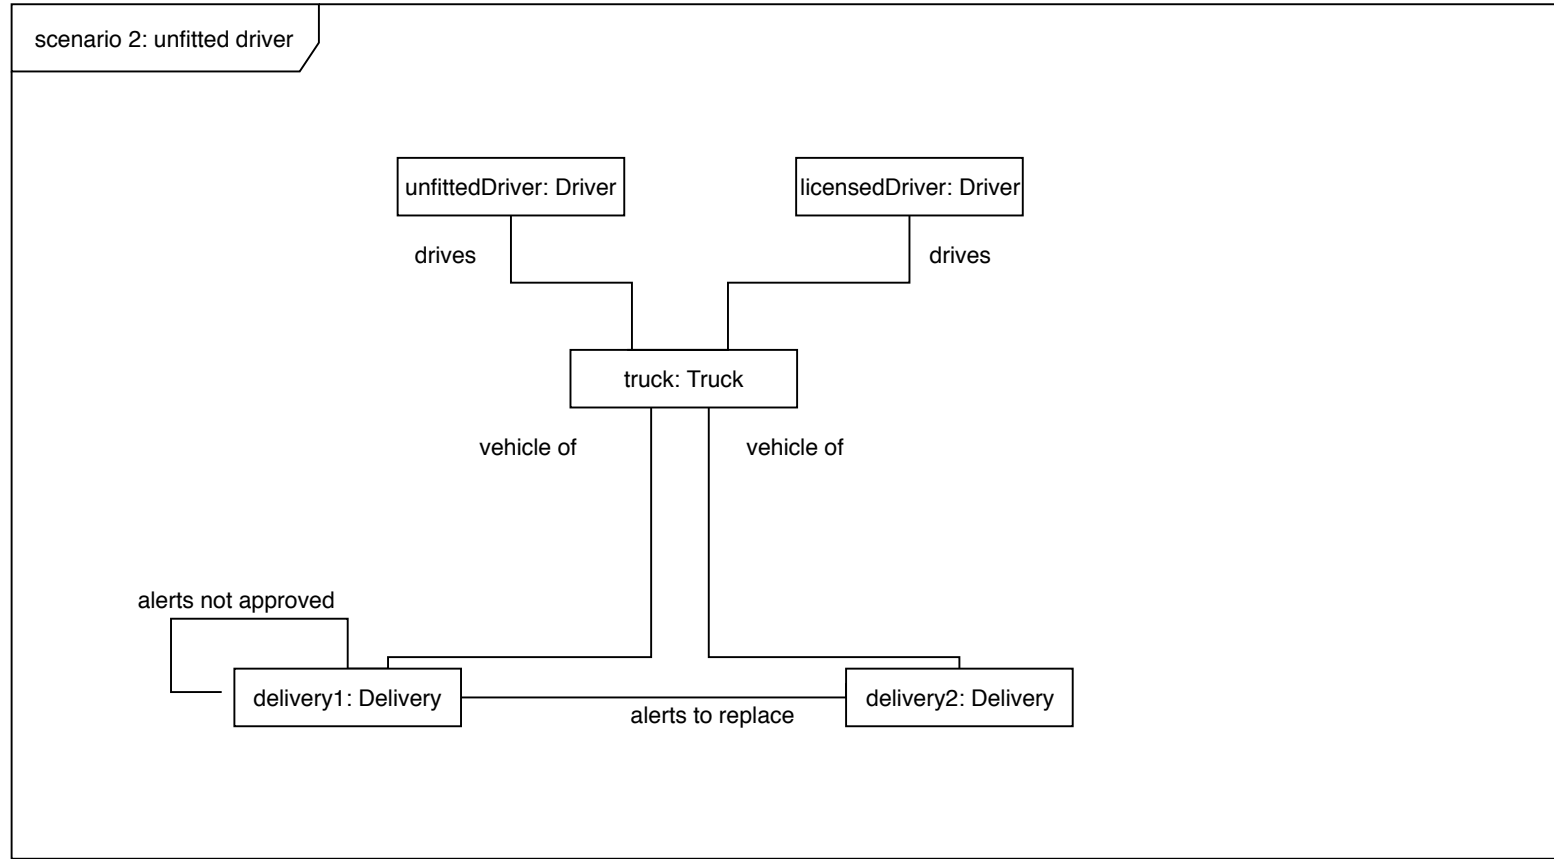 scenario 2: unfitted driver
unfittedDriver: Driver
licensedDriver: Driver
drives
drives
truck: Truck
vehicle of
vehicle of
alerts not approved
delivery1: Delivery
delivery2: Delivery
alerts to replace